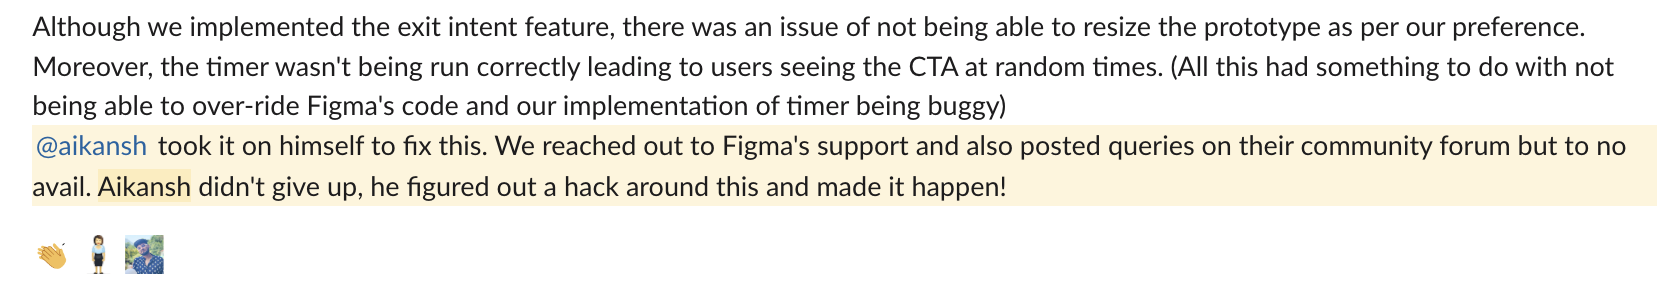 Although we implemented the exit intent feature, there was an issue of not being able to resize the prototype as per our preference.
Moreover, the timer wasn't being run correctly leading to users seeing the CTA at random times. (All this had something to do with not
being able to over-ride Figma's code and our implementation of timer being buggy)
@aikansh took it on himself to fix this. We reached out to Figma's support and also posted queries on their community forum but to no
avail. Aikansh didn't give up, he figured out a hack around this and made it happen!